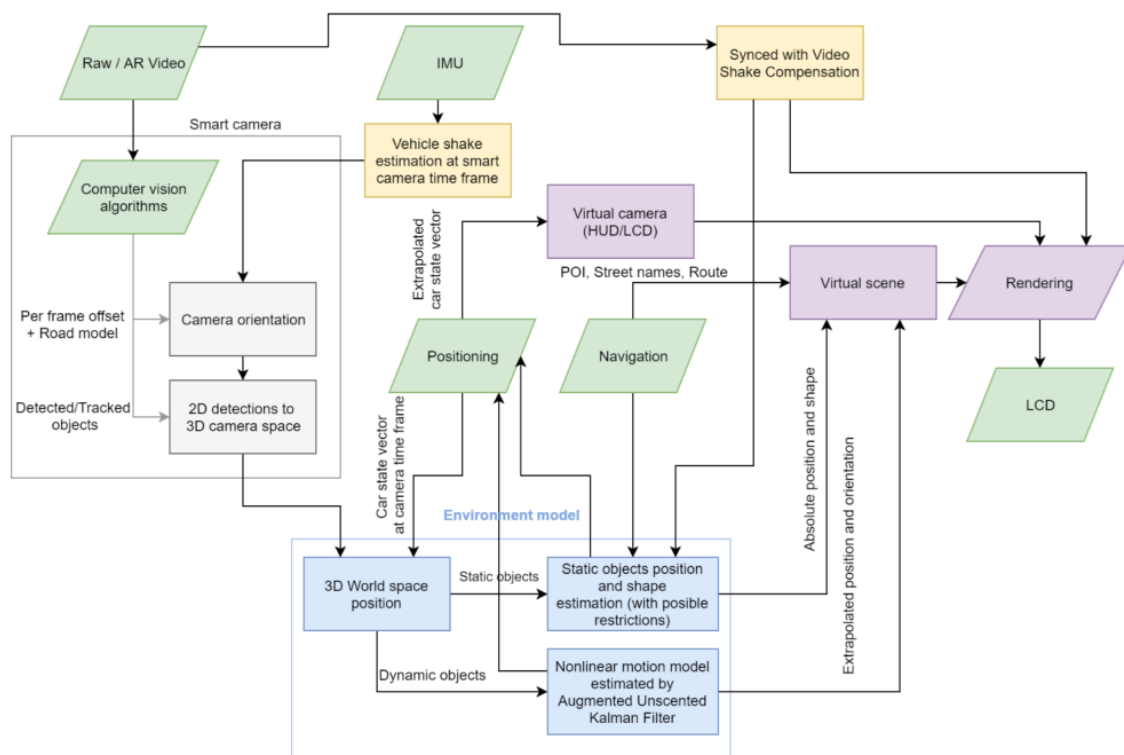 Raw / AR Video
IMU
Synced with Video
Shake Compensation
Smart camera
Vehicle shake
estimation at smart
camera time frame
Computer vision
algorithms
Extrapolated
car state vector
Virtual camera
(HUD/LCD)
POI, Street names, Route
Virtual scene
Rendering
Per frame offset
+ Road model
Camera orientation
Positioning
Navigation
LCD
Detected/Tracked
objects
2D detections to
3D camera space
Car state vector
at camera time frame
Absolute position and shape
Extrapolated position and orientation
Environment model
3D World space
position
Static objects
Static objects position
and shape
estimation (with posible
restrictions)
Dynamic objects
Nonlinear motion model
estimated by
Augmented Unscented
Kalman Filter